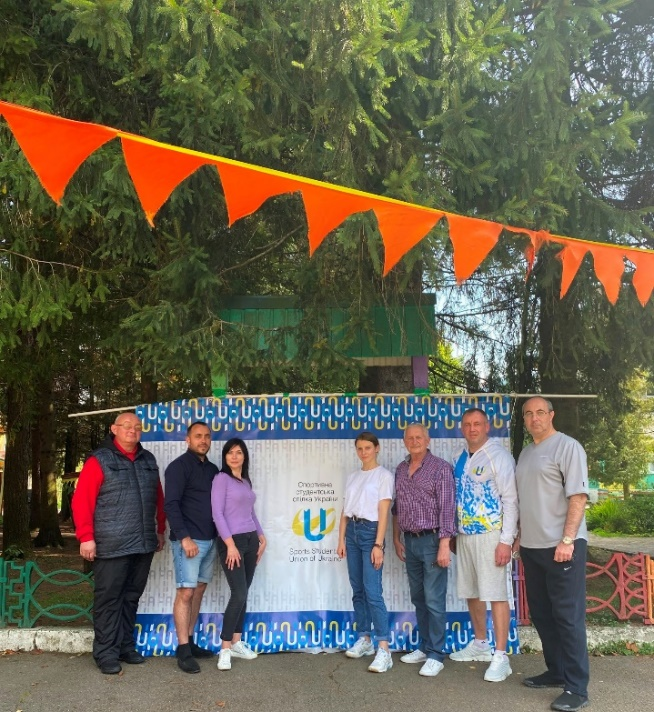 Спортивна
студентська
спілка України
Sports Student
Union of Ukraine